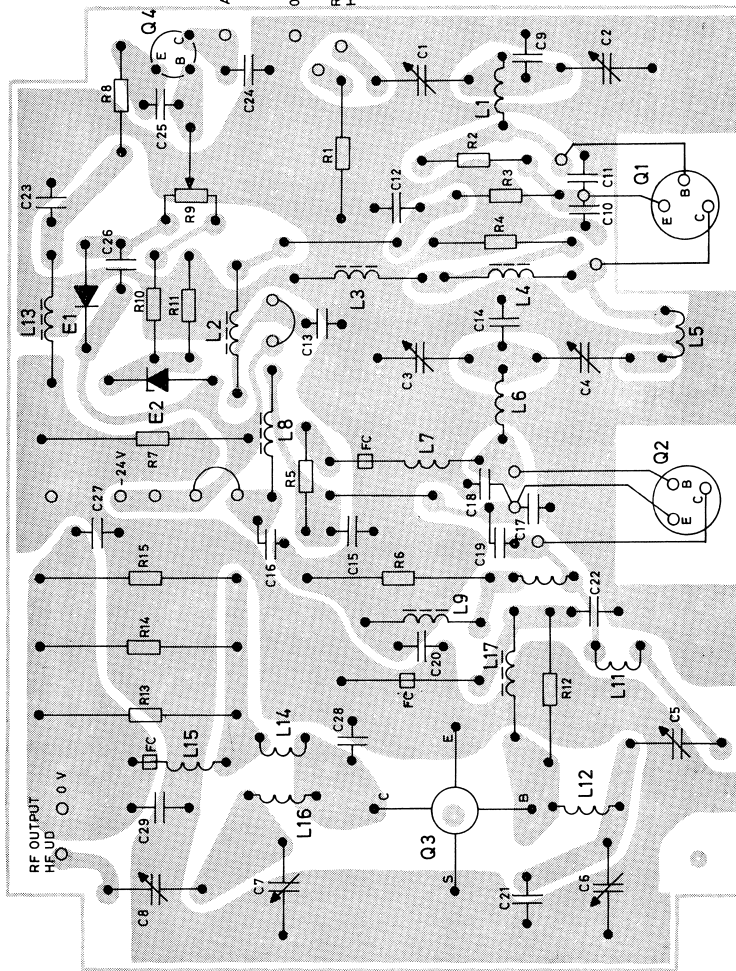 RF OUTPUT
HF UD
0 V
C8
C29
FC
L15
R13
R14
R15
C27
-24V
R7
E2
E1
L13
C23
R8
Q4
E
B
C
A
0
R
H
C25
C24
R9
C26
R10
R11
L2
C7
L16
L14
C28
C16
L8
R5
C13
L3
R1
C12
C1
C
Q3
E
S
B
FC
C20
L9
R6
C15
FC
L7
C3
L6
C14
L4
R4
R3
R2
L1
C9
C2
C21
C6
L12
C5
R12
L17
L11
C22
C19
C18
C17
Q2
E
B
C
C4
L5
C10
C11
Q1
E
B
C